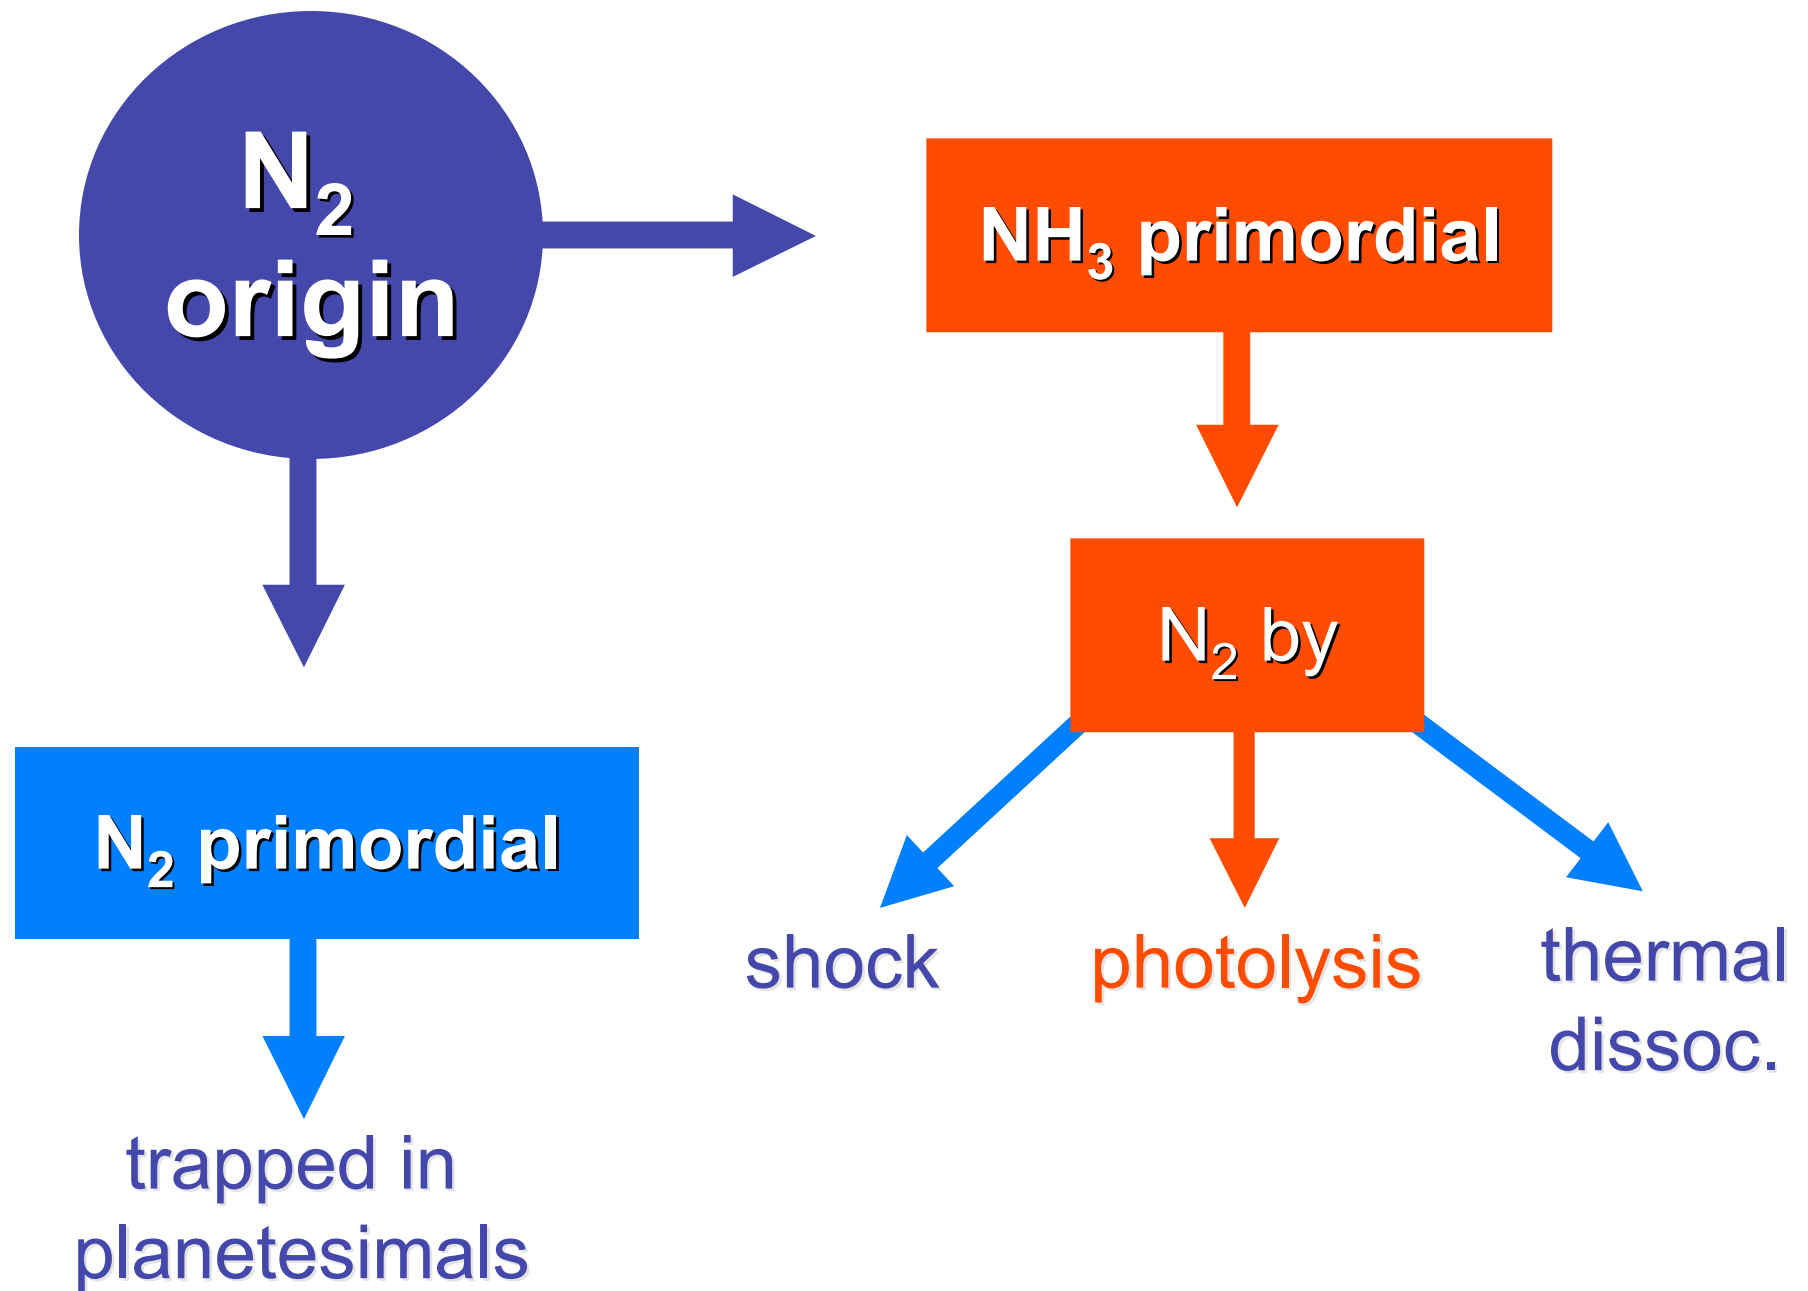 N₂
origin
NH₃ primordial
N₂ by
N₂ primordial
shock
photolysis
thermal
dissoc.
trapped in
planetesimals